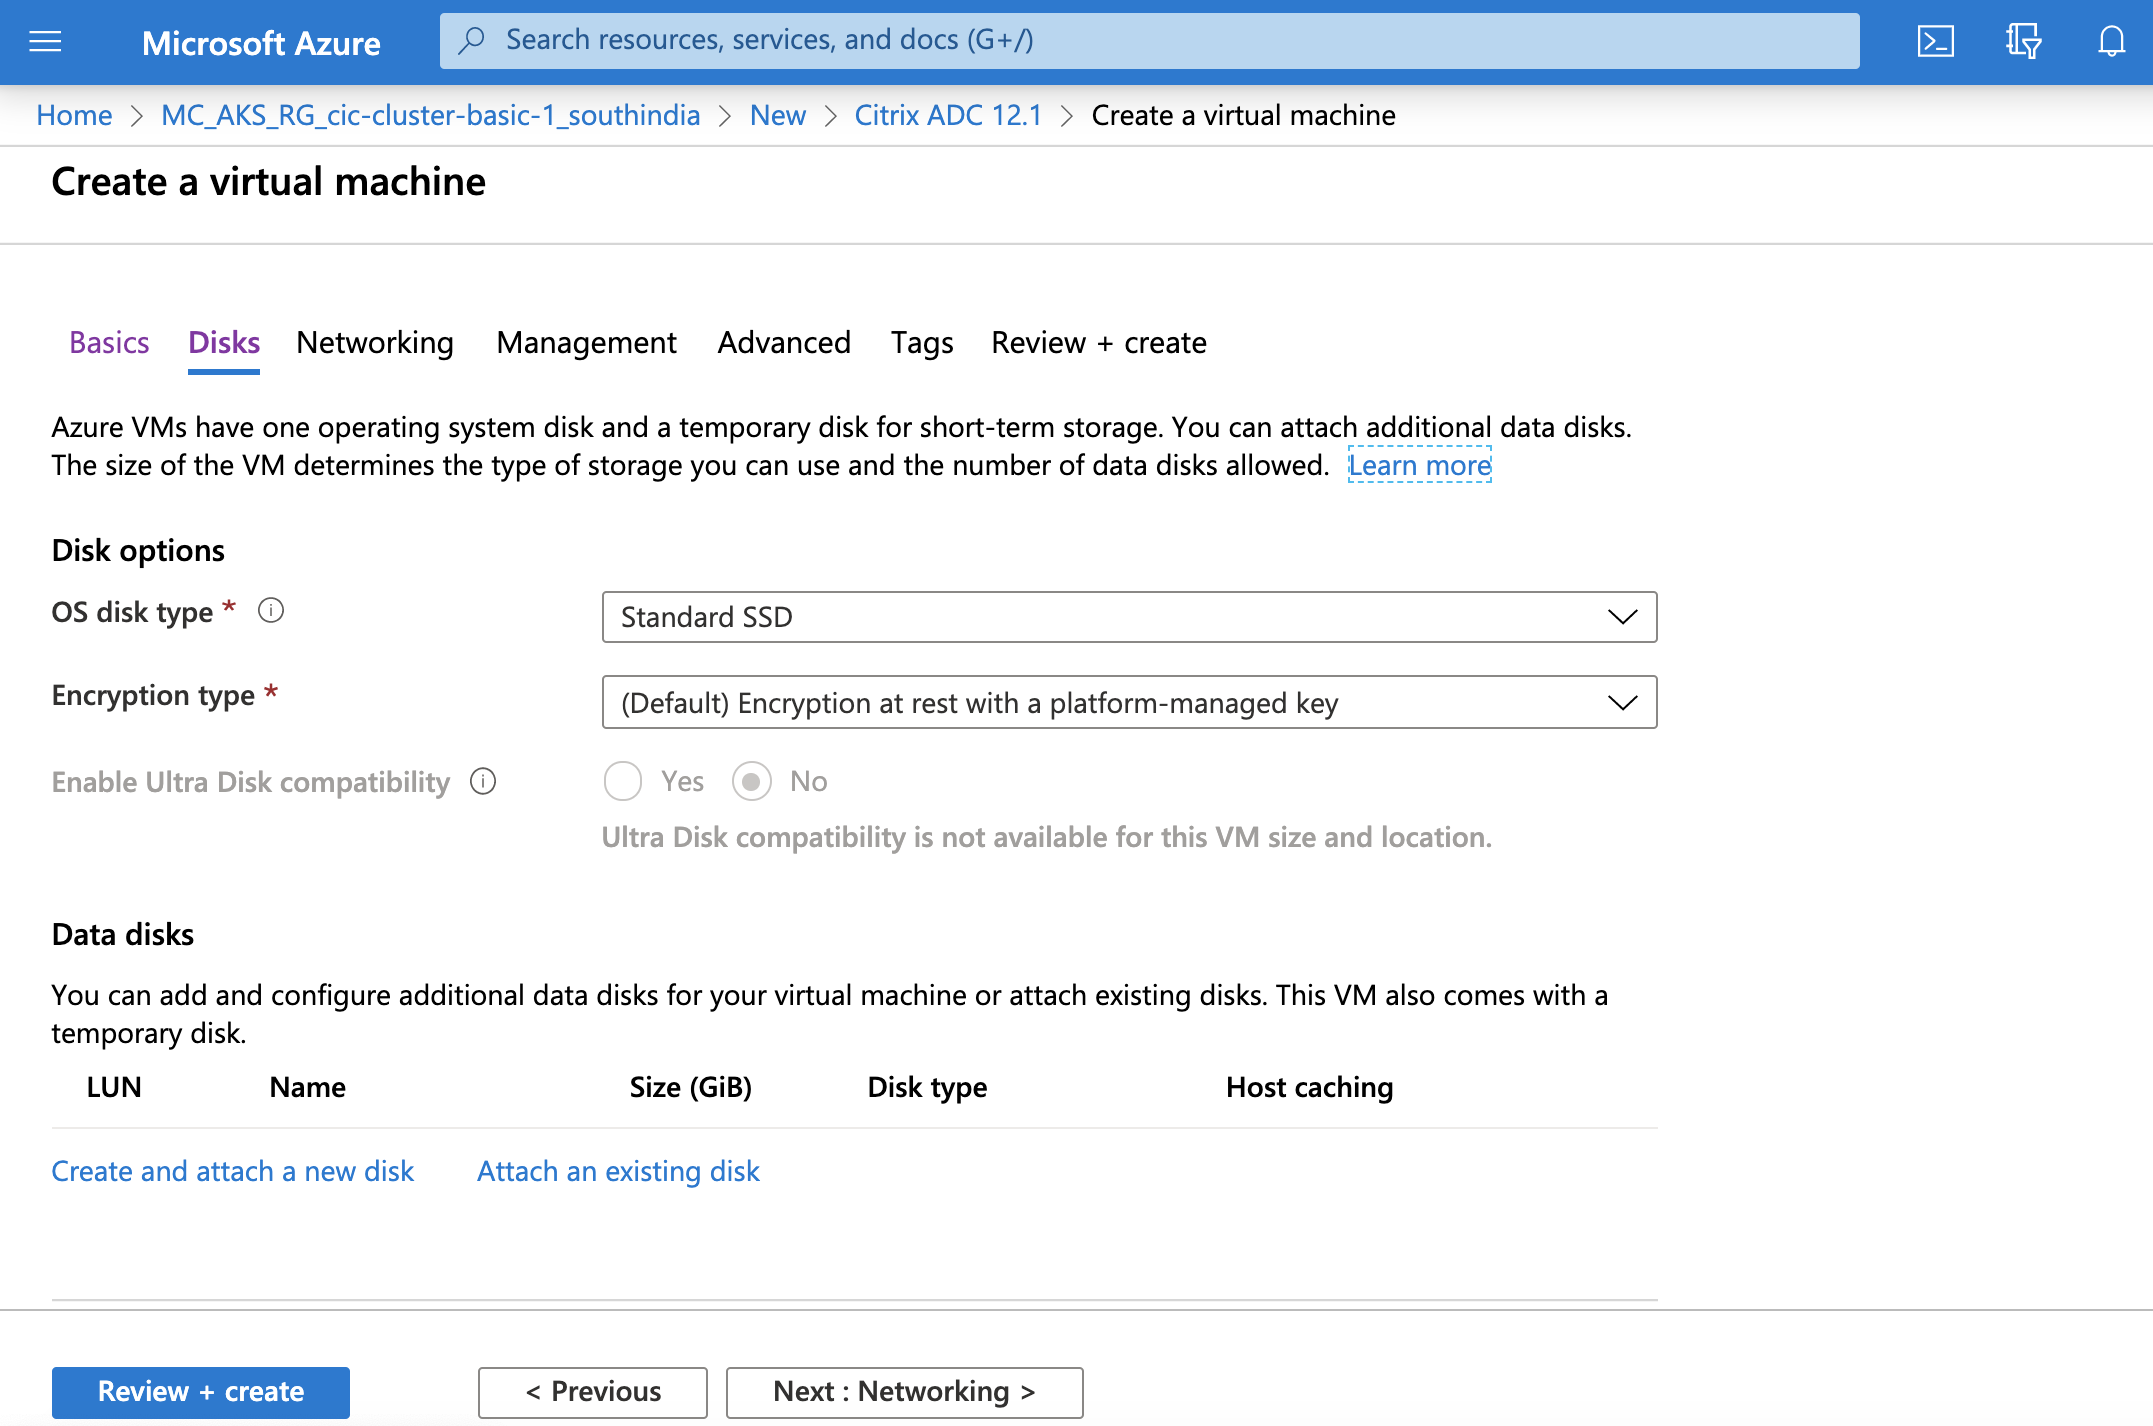 Microsoft Azure
Search resources, services, and docs (G+/)
Home > MC_AKS_RG_cic-cluster-basic-1_southindia > New > Citrix ADC 12.1 > Create a virtual machine
Create a virtual machine
Basics Disks Networking Management Advanced Tags Review + create
Azure VMs have one operating system disk and a temporary disk for short-term storage. You can attach additional data disks.
The size of the VM determines the type of storage you can use and the number of data disks allowed. Learn more
Disk options
OS disk type * Standard SSD
Encryption type * (Default) Encryption at rest with a platform-managed key
Enable Ultra Disk compatibility Yes No
Ultra Disk compatibility is not available for this VM size and location.
Data disks
You can add and configure additional data disks for your virtual machine or attach existing disks. This VM also comes with a
temporary disk.
LUN Name Size (GiB) Disk type Host caching
Create and attach a new disk Attach an existing disk
Review + create < Previous Next : Networking >